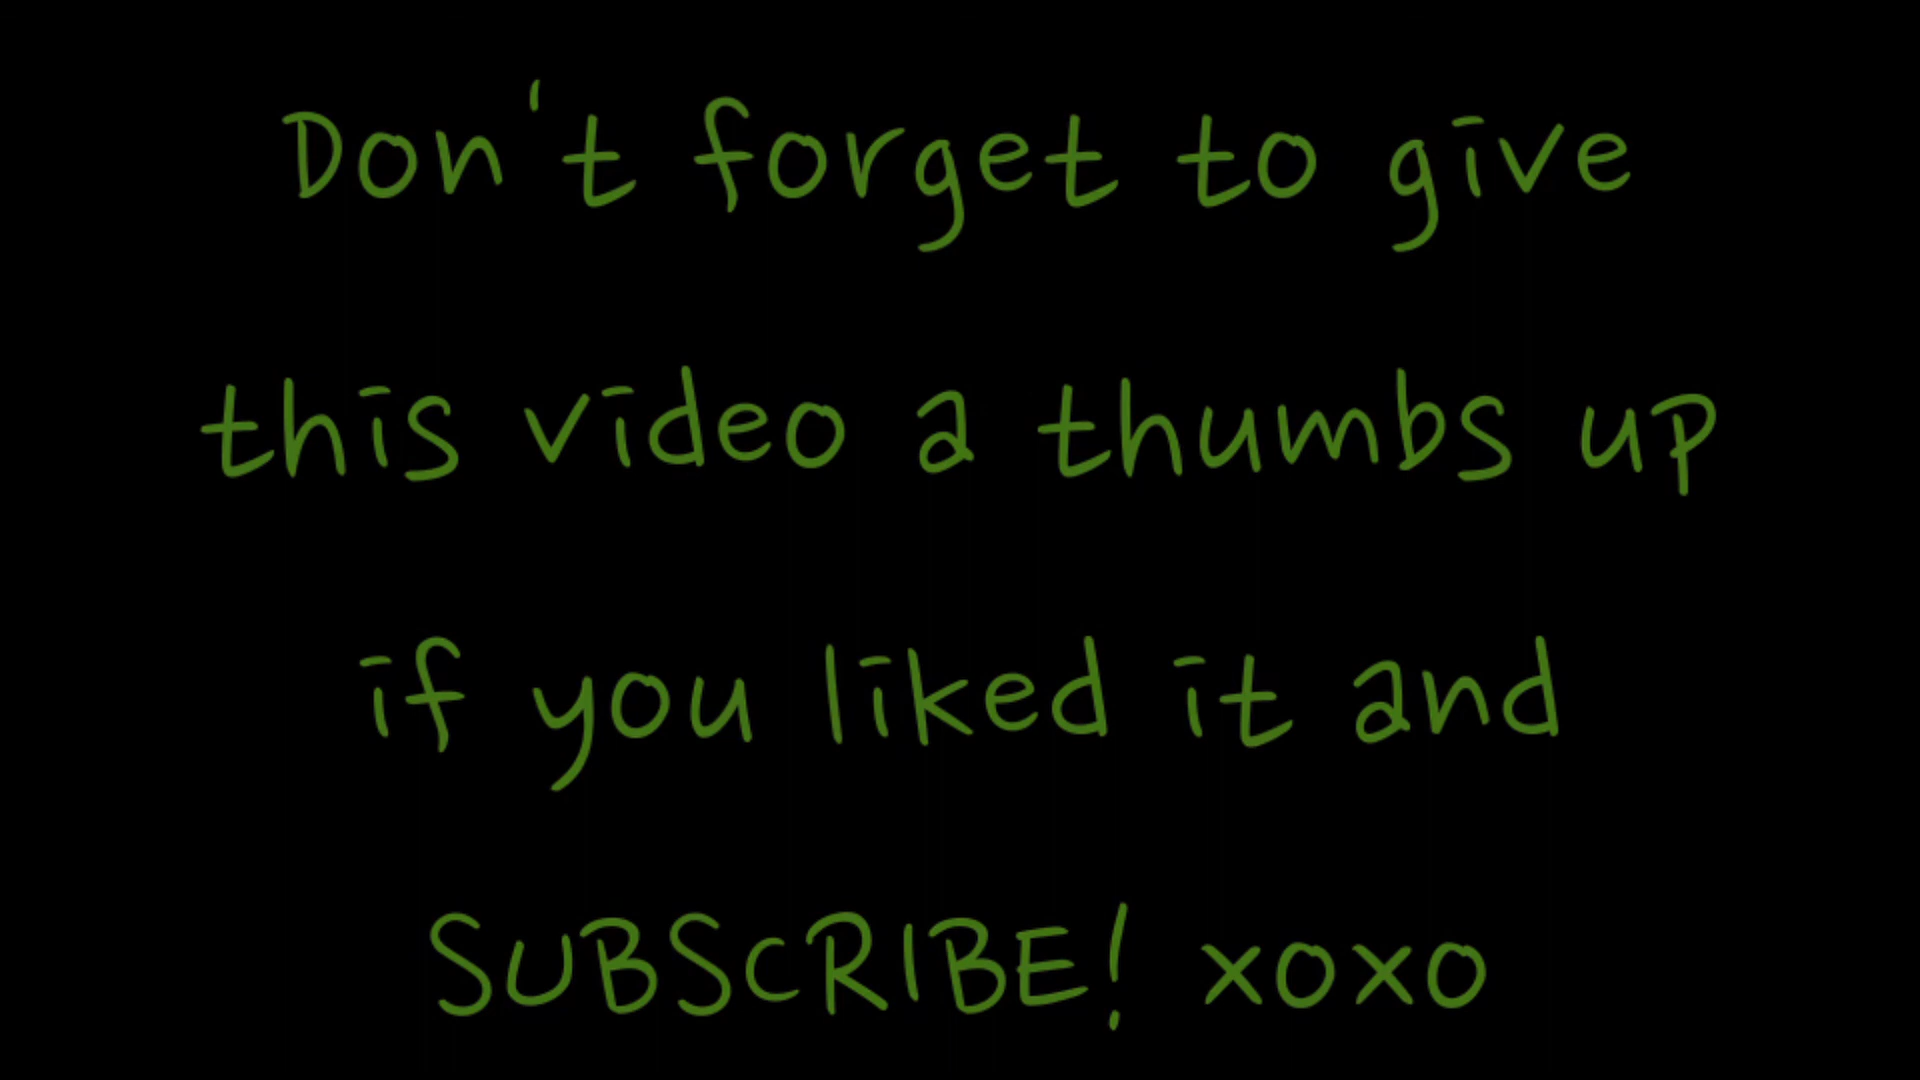 Don't forget to give
this video a thumbs up
if you liked it and
SUBSCRIBE! xoxo